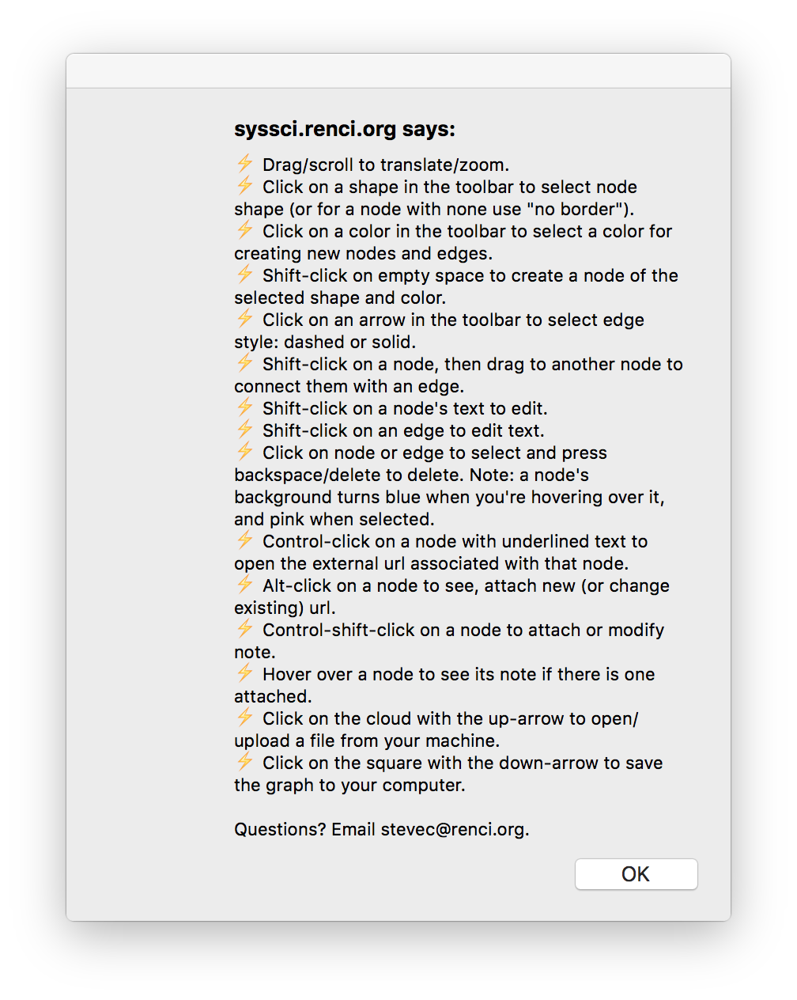 syssci.renci.org says:
⚡ Drag/scroll to translate/zoom.
⚡ Click on a shape in the toolbar to select node
shape (or for a node with none use "no border").
⚡ Click on a color in the toolbar to select a color for
creating new nodes and edges.
⚡ Shift-click on empty space to create a node of the
selected shape and color.
⚡ Click on an arrow in the toolbar to select edge
style: dashed or solid.
⚡ Shift-click on a node, then drag to another node to
connect them with an edge.
⚡ Shift-click on a node's text to edit.
⚡ Shift-click on an edge to edit text.
⚡ Click on node or edge to select and press
backspace/delete to delete. Note: a node's
background turns blue when you're hovering over it,
and pink when selected.
⚡ Control-click on a node with underlined text to
open the external url associated with that node.
⚡ Alt-click on a node to see, attach new (or change
existing) url.
⚡ Control-shift-click on a node to attach or modify
note.
⚡ Hover over a node to see its note if there is one
attached.
⚡ Click on the cloud with the up-arrow to open/
upload a file from your machine.
⚡ Click on the square with the down-arrow to save
the graph to your computer.
Questions? Email stevec@renci.org.
OK